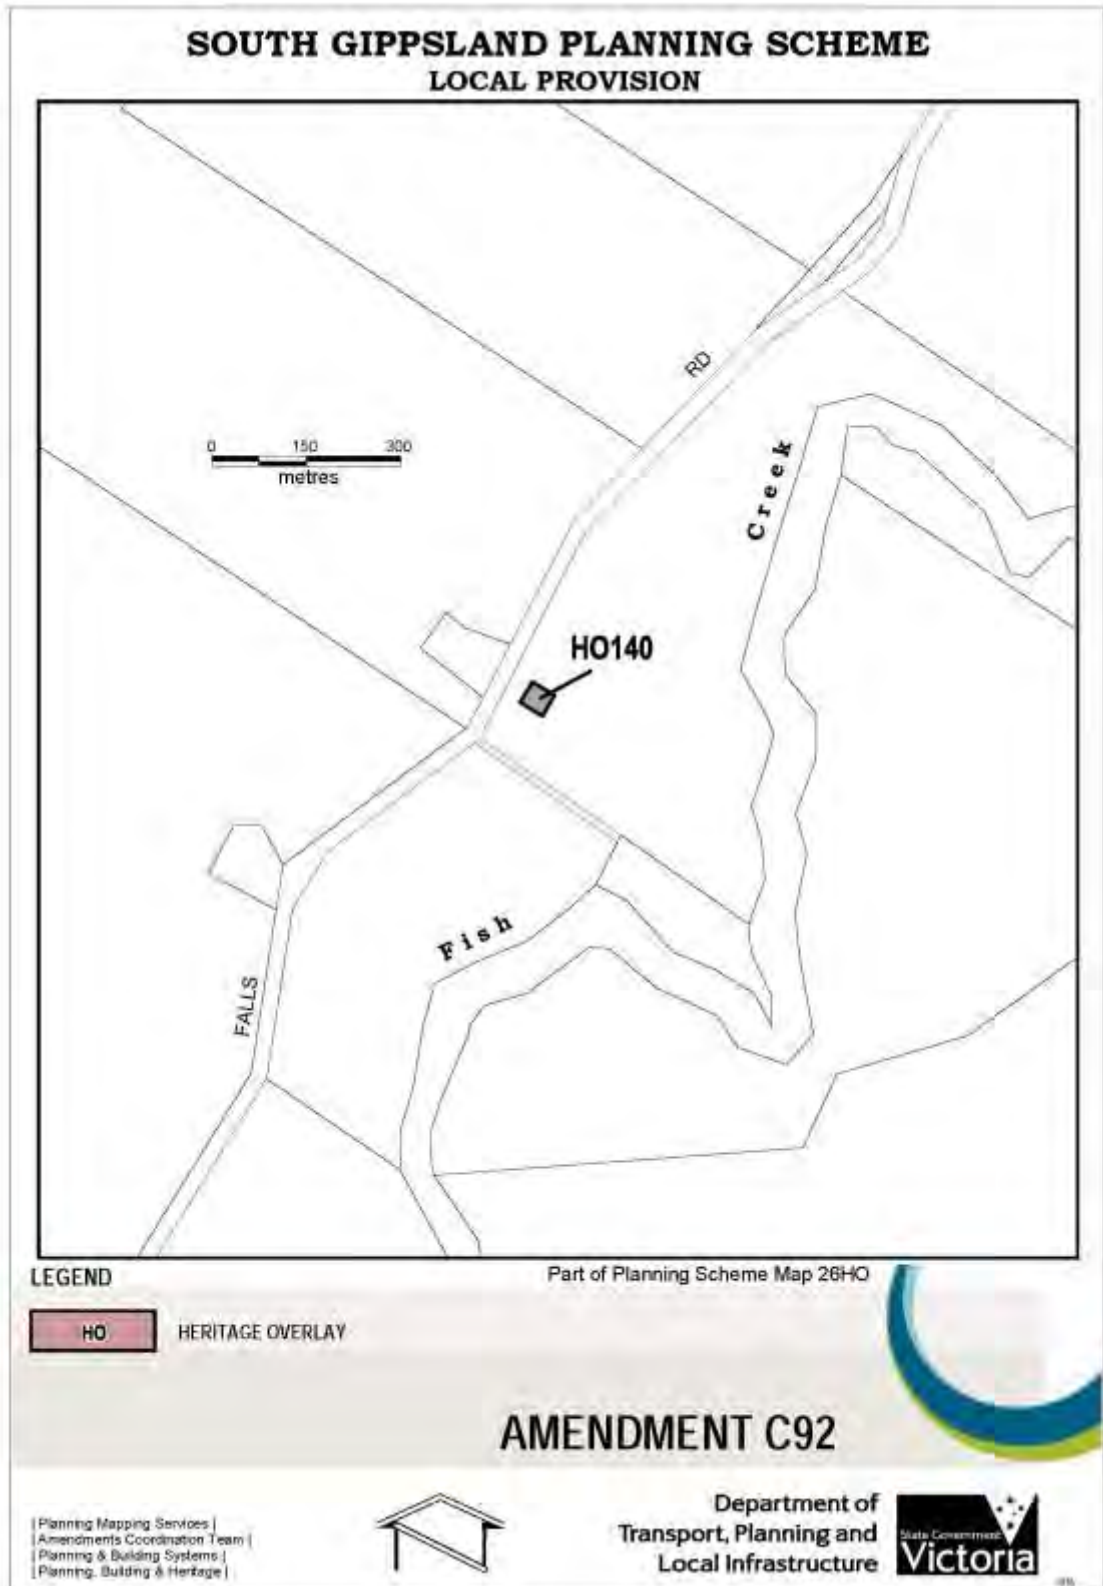 SOUTH GIPPSLAND PLANNING SCHEME
LOCAL PROVISION
RD
0 150 300
metres
Creek
HO140
Fish
FALLS
LEGEND
Part of Planning Scheme Map 26HO
HO HERITAGE OVERLAY
AMENDMENT C92
| Planning Mapping Services |
| Amendments Coordination Team |
| Planning & Building Systems |
| Planning, Building & Heritage |
Department of
Transport, Planning and
Local Infrastructure
State Government
Victoria